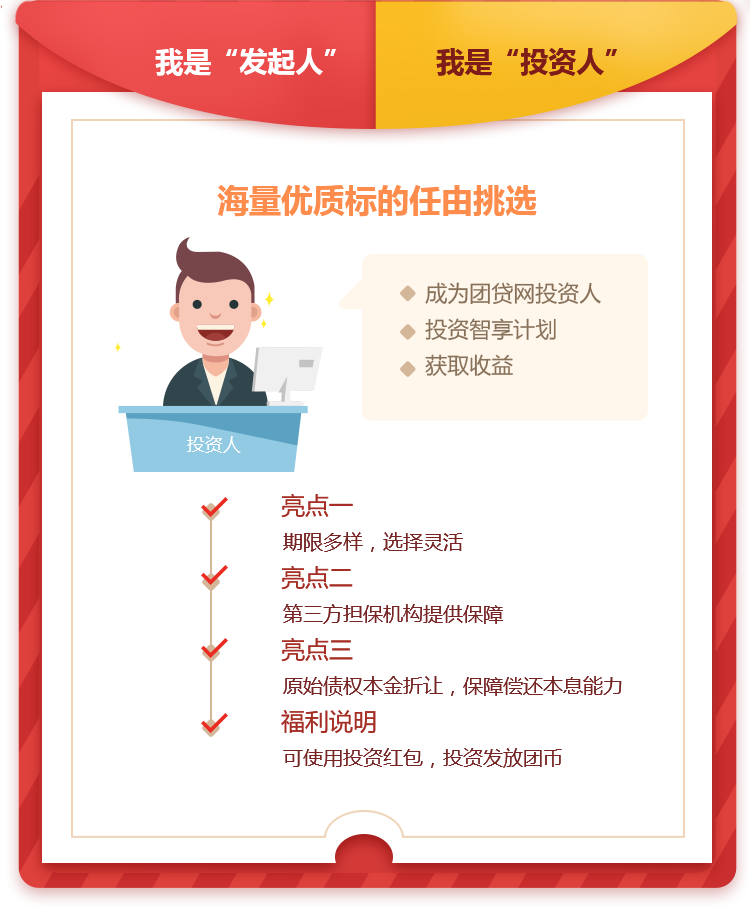 我是“发起人”
我是“投资人”
海量优质标的任由挑选
成为团贷网投资人
投资智享计划
获取收益
投资人
亮点一
期限多样，选择灵活
亮点二
第三方担保机构提供保障
亮点三
原始债权本金折让，保障偿还本息能力
福利说明
可使用投资红包，投资发放团币